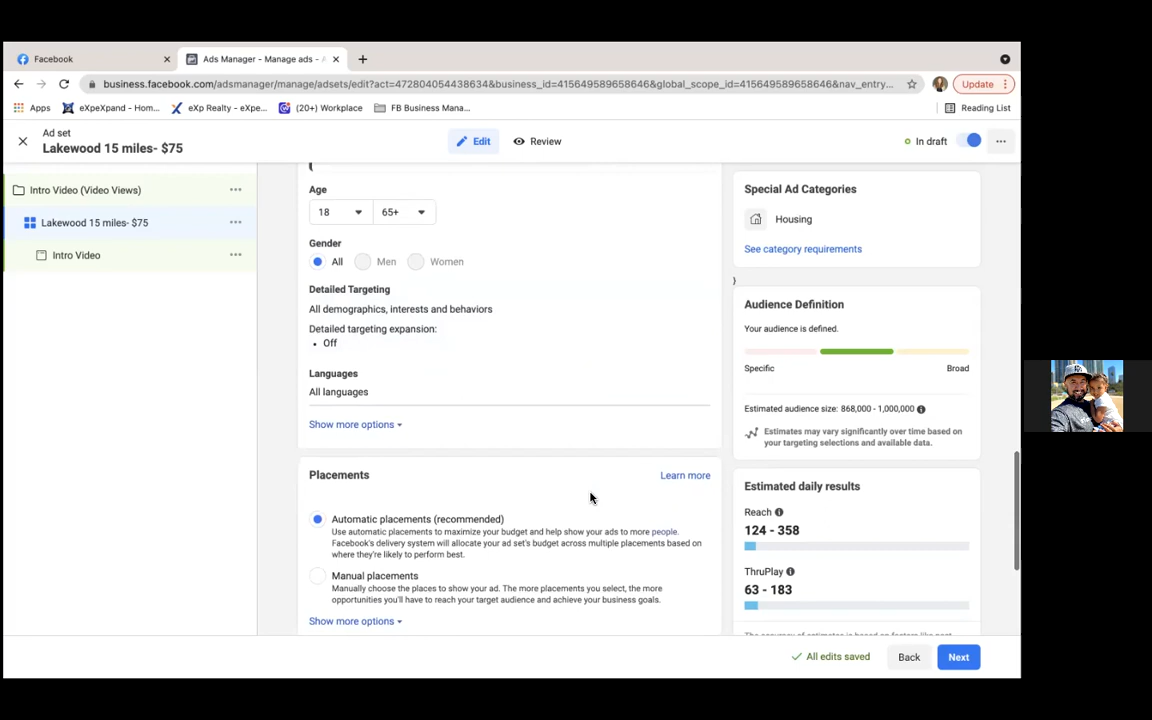 Facebook
Ads Manager - Manage ads - A
business.facebook.com/adsmanager/manage/adsets/edit?act=472804054438634&business_id=415649589658646&global_scope_id=415649589658646&nav_entry...
Update
Apps
eXpeXpand - Hom...
eXp Realty - eXpe...
(20+) Workplace
FB Business Mana...
Reading List
Ad set
Lakewood 15 miles- $75
Edit
Review
In draft
Intro Video (Video Views)
Lakewood 15 miles- $75
Intro Video
Age
18
65+
Gender
All
Men
Women
Detailed Targeting
All demographics, interests and behaviors
Detailed targeting expansion:
• Off
Languages
All languages
Show more options
Placements
Learn more
Automatic placements (recommended)
Use automatic placements to maximize your budget and help show your ads to more people.
Facebook's delivery system will allocate your ad set's budget across multiple placements based on
where they're likely to perform best.
Manual placements
Manually choose the places to show your ad. The more placements you select, the more
opportunities you'll have to reach your target audience and achieve your business goals.
Show more options
Special Ad Categories
Housing
See category requirements
}
Audience Definition
Your audience is defined.
Specific
Broad
Estimated audience size: 868,000 - 1,000,000
Estimates may vary significantly over time based on
your targeting selections and available data.
Estimated daily results
Reach
124 - 358
ThruPlay
63 - 183
All edits saved
Back
Next